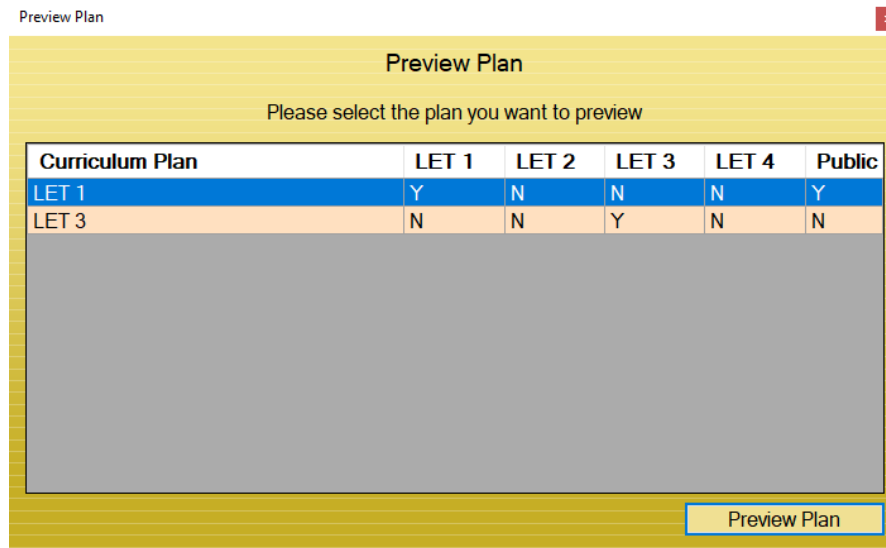 Preview Plan
Preview Plan
Please select the plan you want to preview
Curriculum Plan LET 1 LET 2 LET 3 LET 4 Public
LET 1 Y N N N Y
LET 3 N N Y N N
Preview Plan